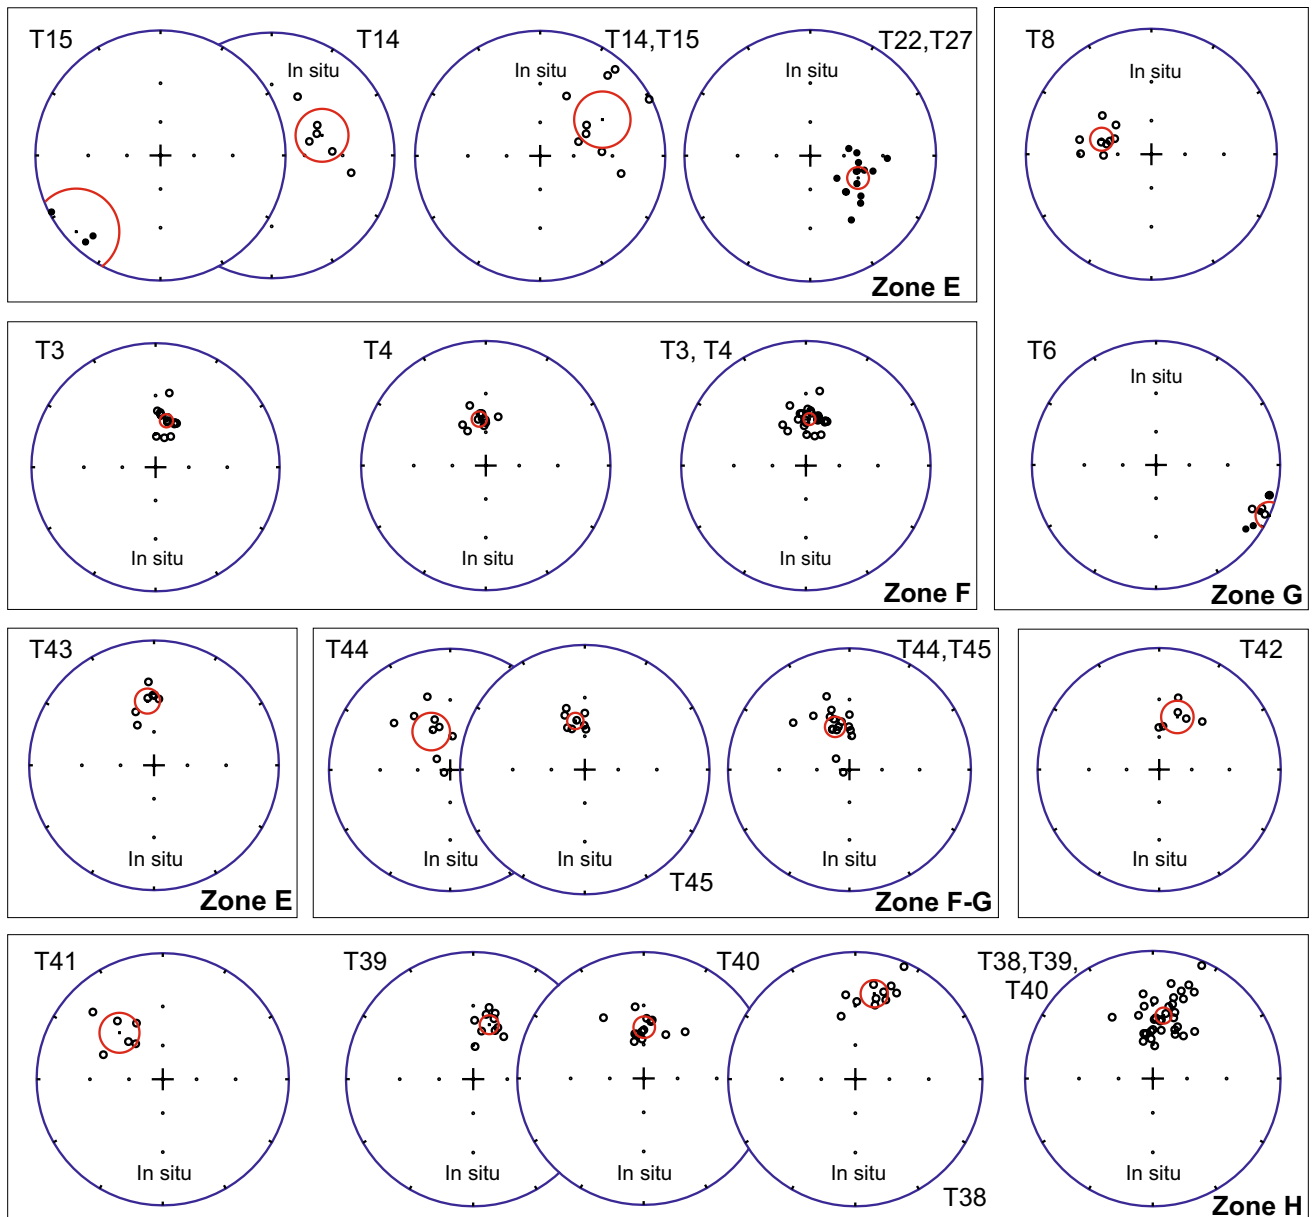 T15
T14
In situ
T14,T15
In situ
T22,T27
In situ
Zone E
T8
In situ
T6
In situ
Zone G
T3
In situ
T4
In situ
T3, T4
In situ
Zone F
T43
In situ
Zone E
T44
In situ
In situ
T45
T44,T45
In situ
Zone F-G
T42
In situ
T41
In situ
T39
In situ
T40
In situ
In situ
T38
T38,T39,
T40
In situ
Zone H